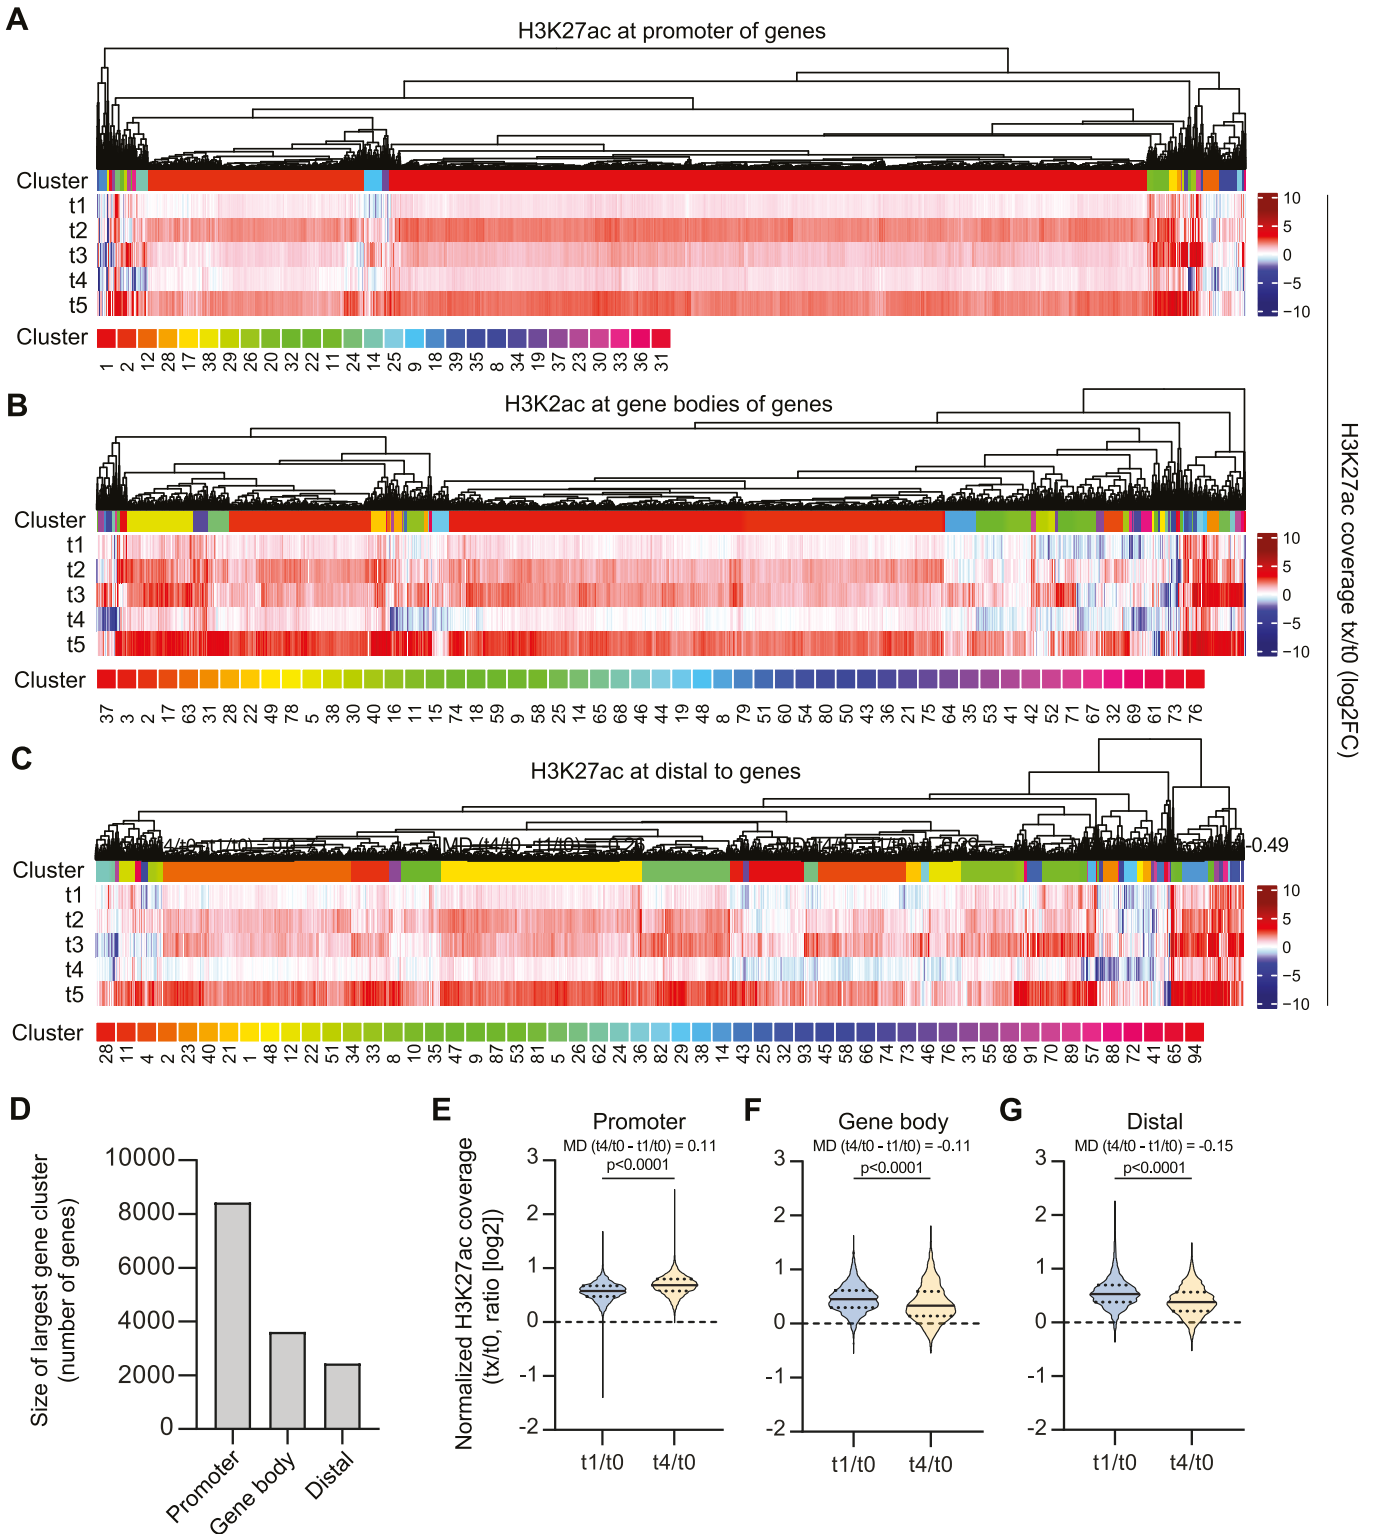 A
H3K27ac at promoter of genes
Cluster
t1
t2
t3
t4
t5
10
5
0
−5
−10
Cluster
1 2 12 28 17 38 29 26 20 32 22 11 24 14 25 9 18 39 35 8 34 19 37 23 30 33 36 31
B
H3K2ac at gene bodies of genes
Cluster
t1
t2
t3
t4
t5
10
5
0
−5
−10
Cluster
37 3 2 17 63 31 28 22 49 78 5 38 30 40 16 11 15 74 18 59 9 58 25 14 65 68 46 44 19 48 8 79 51 60 54 80 50 43 36 21 75 64 35 53 41 42 52 71 67 32 69 61 73 76
H3K27ac coverage tx/t0 (log2FC)
C
H3K27ac at distal to genes
MD (t4/t0 - t1/t0)
-0.49
Cluster
t1
t2
t3
t4
t5
10
5
0
−5
−10
Cluster
28 11 4 2 23 40 21 1 48 12 22 51 34 33 8 10 35 47 9 87 53 81 5 26 62 24 36 82 29 38 14 43 25 32 93 45 58 66 74 73 46 76 31 55 68 91 70 89 57 88 72 41 65 94
D
Size of largest gene cluster
(number of genes)
10000
8000
6000
4000
2000
0
Promoter
Gene body
Distal
E
Promoter
MD (t4/t0 - t1/t0) = 0.11
p<0.0001
Normalized H3K27ac coverage
(tx/t0, ratio [log2])
3
2
1
0
-1
-2
t1/t0 t4/t0
F
Gene body
MD (t4/t0 - t1/t0) = -0.11
p<0.0001
3
2
1
0
-1
-2
t1/t0 t4/t0
G
Distal
MD (t4/t0 - t1/t0) = -0.15
p<0.0001
3
2
1
0
-1
-2
t1/t0 t4/t0